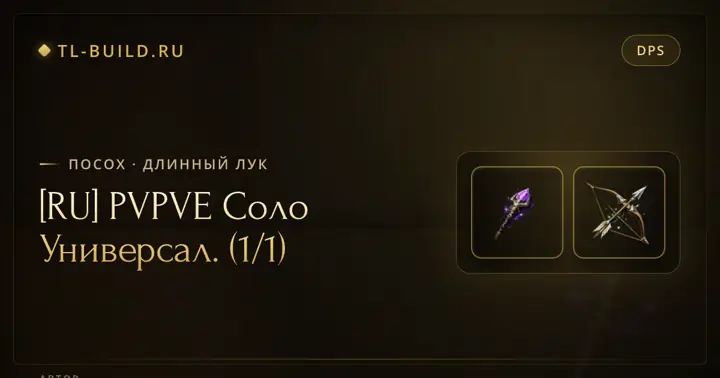 TL-BUILD.RU
DPS
ПОСОХ · ДЛИННЫЙ ЛУК
[RU] PVPVE Соло
Универсал. (1/1)